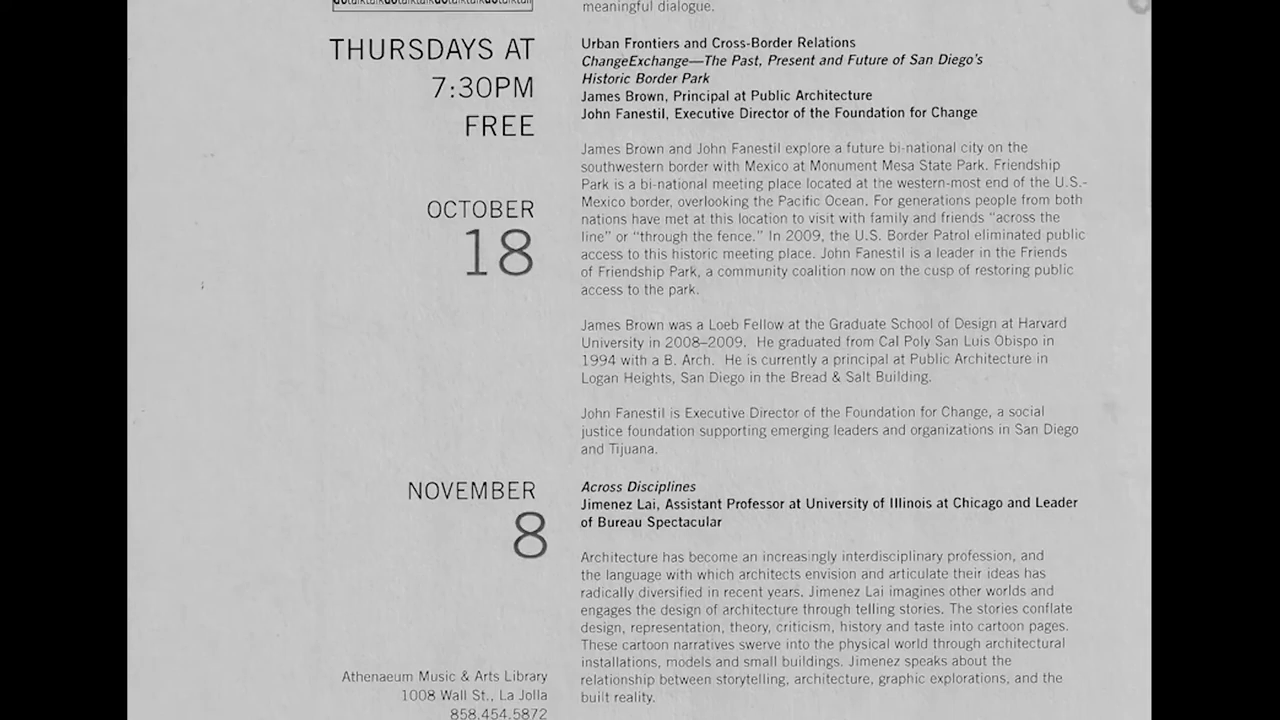 meaningful dialogue.
THURSDAYS AT
7:30PM
FREE
Urban Frontiers and Cross-Border Relations
ChangeExchange—The Past, Present and Future of San Diego's
Historic Border Park
James Brown, Principal at Public Architecture
John Fanestil, Executive Director of the Foundation for Change
OCTOBER
18
James Brown and John Fanestil explore a future bi-national city on the
southwestern border with Mexico at Monument Mesa State Park. Friendship
Park is a bi-national meeting place located at the western-most end of the U.S.-
Mexico border, overlooking the Pacific Ocean. For generations people from both
nations have met at this location to visit with family and friends "across the
line" or "through the fence." In 2009, the U.S. Border Patrol eliminated public
access to this historic meeting place. John Fanestil is a leader in the Friends
of Friendship Park, a community coalition now on the cusp of restoring public
access to the park.
James Brown was a Loeb Fellow at the Graduate School of Design at Harvard
University in 2008–2009. He graduated from Cal Poly San Luis Obispo in
1994 with a B. Arch. He is currently a principal at Public Architecture in
Logan Heights, San Diego in the Bread & Salt Building.
John Fanestil is Executive Director of the Foundation for Change, a social
justice foundation supporting emerging leaders and organizations in San Diego
and Tijuana.
NOVEMBER
8
Across Disciplines
Jimenez Lai, Assistant Professor at University of Illinois at Chicago and Leader
of Bureau Spectacular
Architecture has become an increasingly interdisciplinary profession, and
the language with which architects envision and articulate their ideas has
radically diversified in recent years. Jimenez Lai imagines other worlds and
engages the design of architecture through telling stories. The stories conflate
design, representation, theory, criticism, history and taste into cartoon pages.
These cartoon narratives swerve into the physical world through architectural
installations, models and small buildings. Jimenez speaks about the
relationship between storytelling, architecture, graphic explorations, and the
built reality.
Athenaeum Music & Arts Library
1008 Wall St., La Jolla
858.454.5872